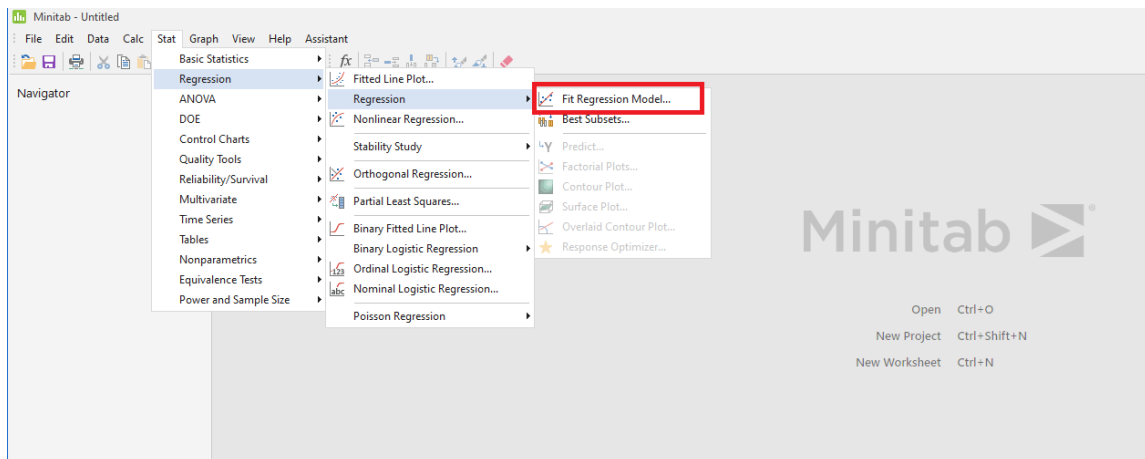 Minitab - Untitled
File Edit Data Calc Stat Graph View Help Assistant
fx
Navigator
Basic Statistics
Regression
ANOVA
DOE
Control Charts
Quality Tools
Reliability/Survival
Multivariate
Time Series
Tables
Nonparametrics
Equivalence Tests
Power and Sample Size
Fitted Line Plot...
Regression
Nonlinear Regression...
Stability Study
Orthogonal Regression...
Partial Least Squares...
Binary Fitted Line Plot...
Binary Logistic Regression
123 Ordinal Logistic Regression...
abc Nominal Logistic Regression...
Poisson Regression
Fit Regression Model...
Best Subsets...
Y Predict...
Factorial Plots...
Contour Plot...
Surface Plot...
Overlaid Contour Plot...
Response Optimizer...
Minitab
Open Ctrl+O
New Project Ctrl+Shift+N
New Worksheet Ctrl+N